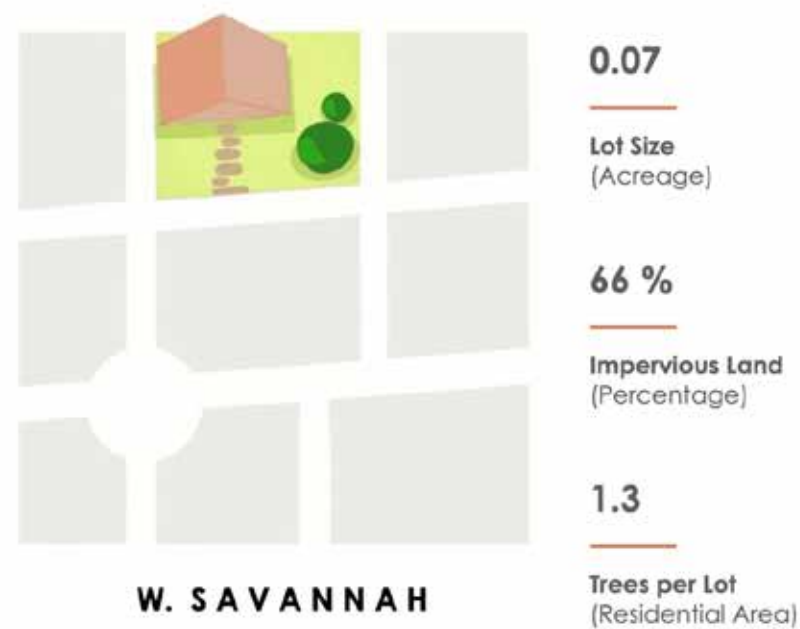 0.07
Lot Size
(Acreage)
66 %
Impervious Land
(Percentage)
1.3
Trees per Lot
(Residential Area)
W. SAVANNAH